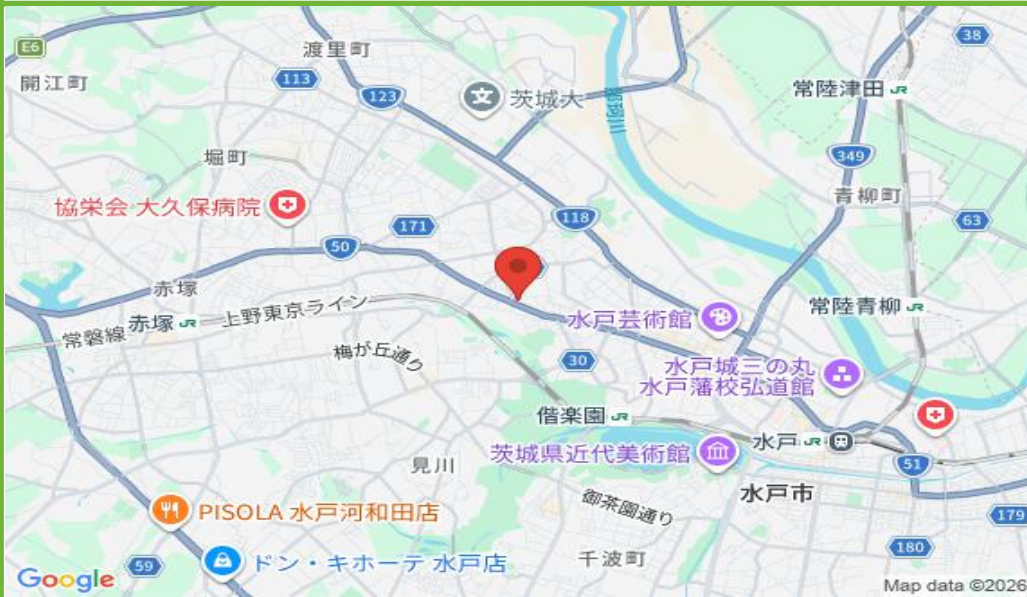 E6
渡里町
38
開江町
113
123
茨城大
常陸津田 JR
那珂川
堀町
349
青柳町
協栄会 大久保病院
171
118
63
50
赤塚
上野東京ライン
常磐線 赤塚 JR
水戸芸術館
常陸青柳 JR
梅が丘通り
30
水戸城三の丸
水戸藩校弘道館
偕楽園 JR
茨城県近代美術館
水戸 JR
51
見川
水戸市
御茶園通り
PISOLA 水戸河和田店
179
59
ドン・キホーテ 水戸店
千波町
180
Google
Map data ©2026